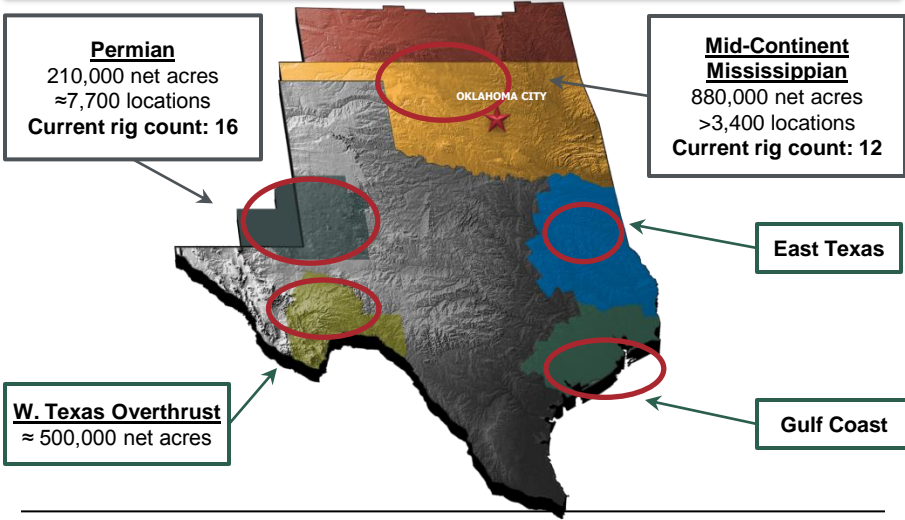 Permian
210,000 net acres
≈7,700 locations
Current rig count: 16
OKLAHOMA CITY
Mid-Continent
Mississippian
880,000 net acres
>3,400 locations
Current rig count: 12
East Texas
W. Texas Overthrust
≈ 500,000 net acres
Gulf Coast